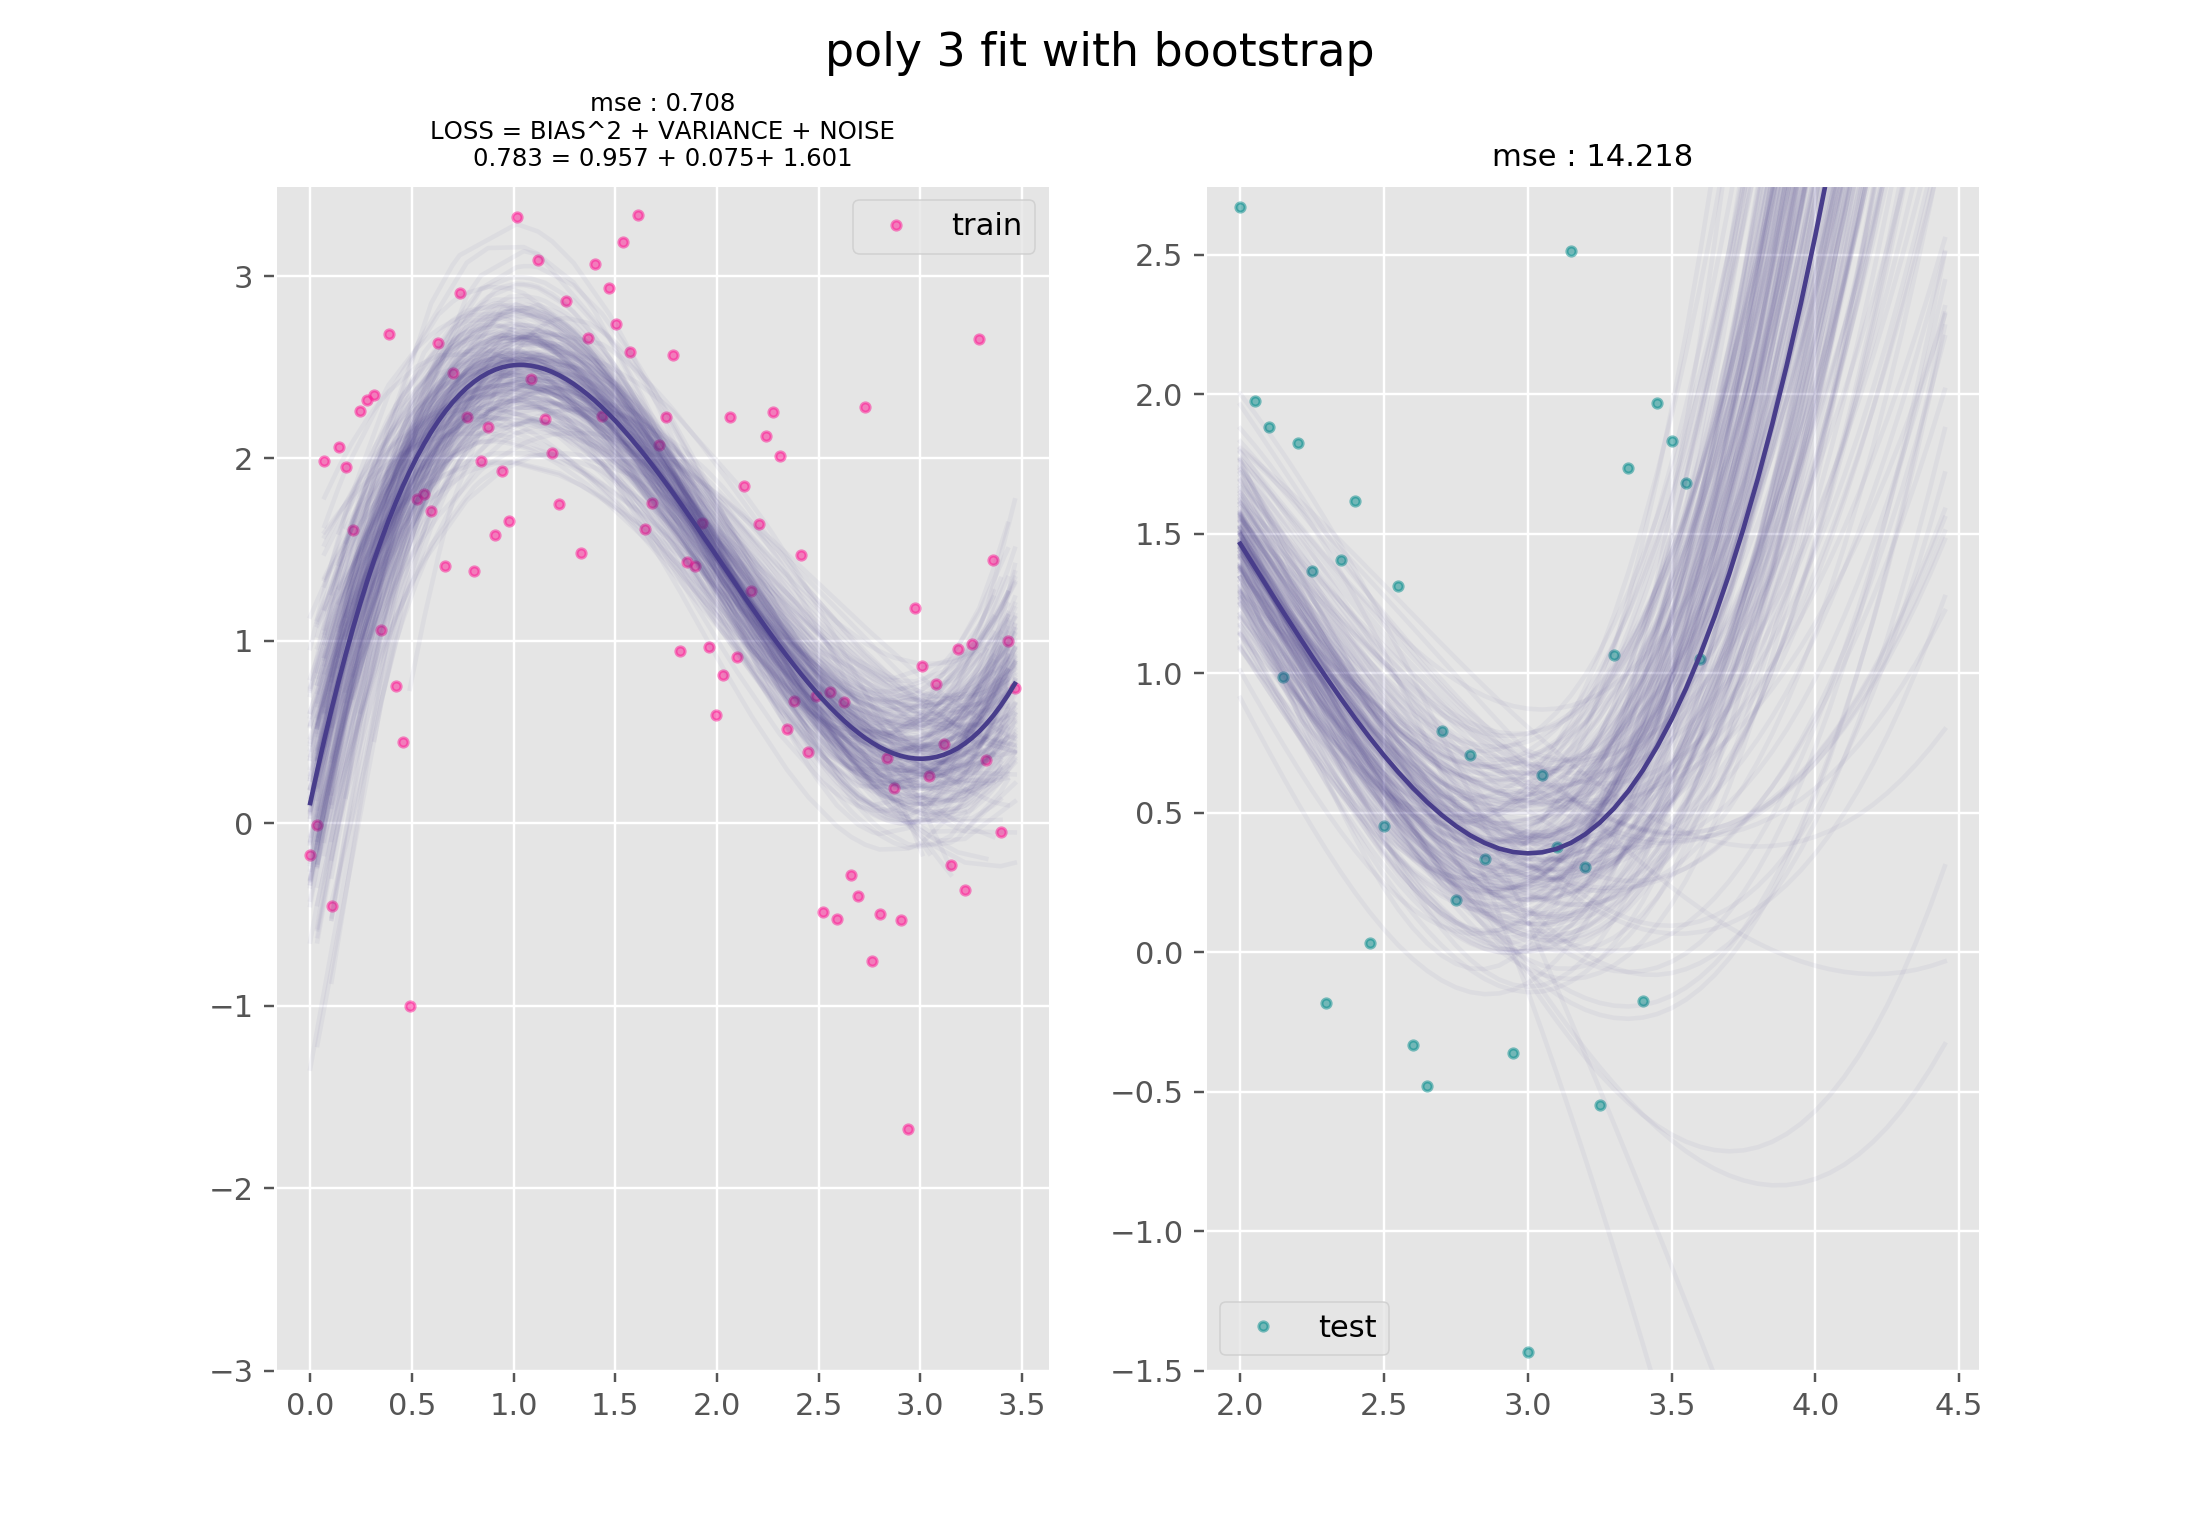 poly 3 fit with bootstrap
mse : 0.708
LOSS = BIAS^2 + VARIANCE + NOISE
0.783 = 0.957 + 0.075+ 1.601
train
3
2
1
0
−1
−2
−3
0.0 0.5 1.0 1.5 2.0 2.5 3.0 3.5
mse : 14.218
2.5
2.0
1.5
1.0
0.5
0.0
−0.5
−1.0
−1.5
test
2.0 2.5 3.0 3.5 4.0 4.5